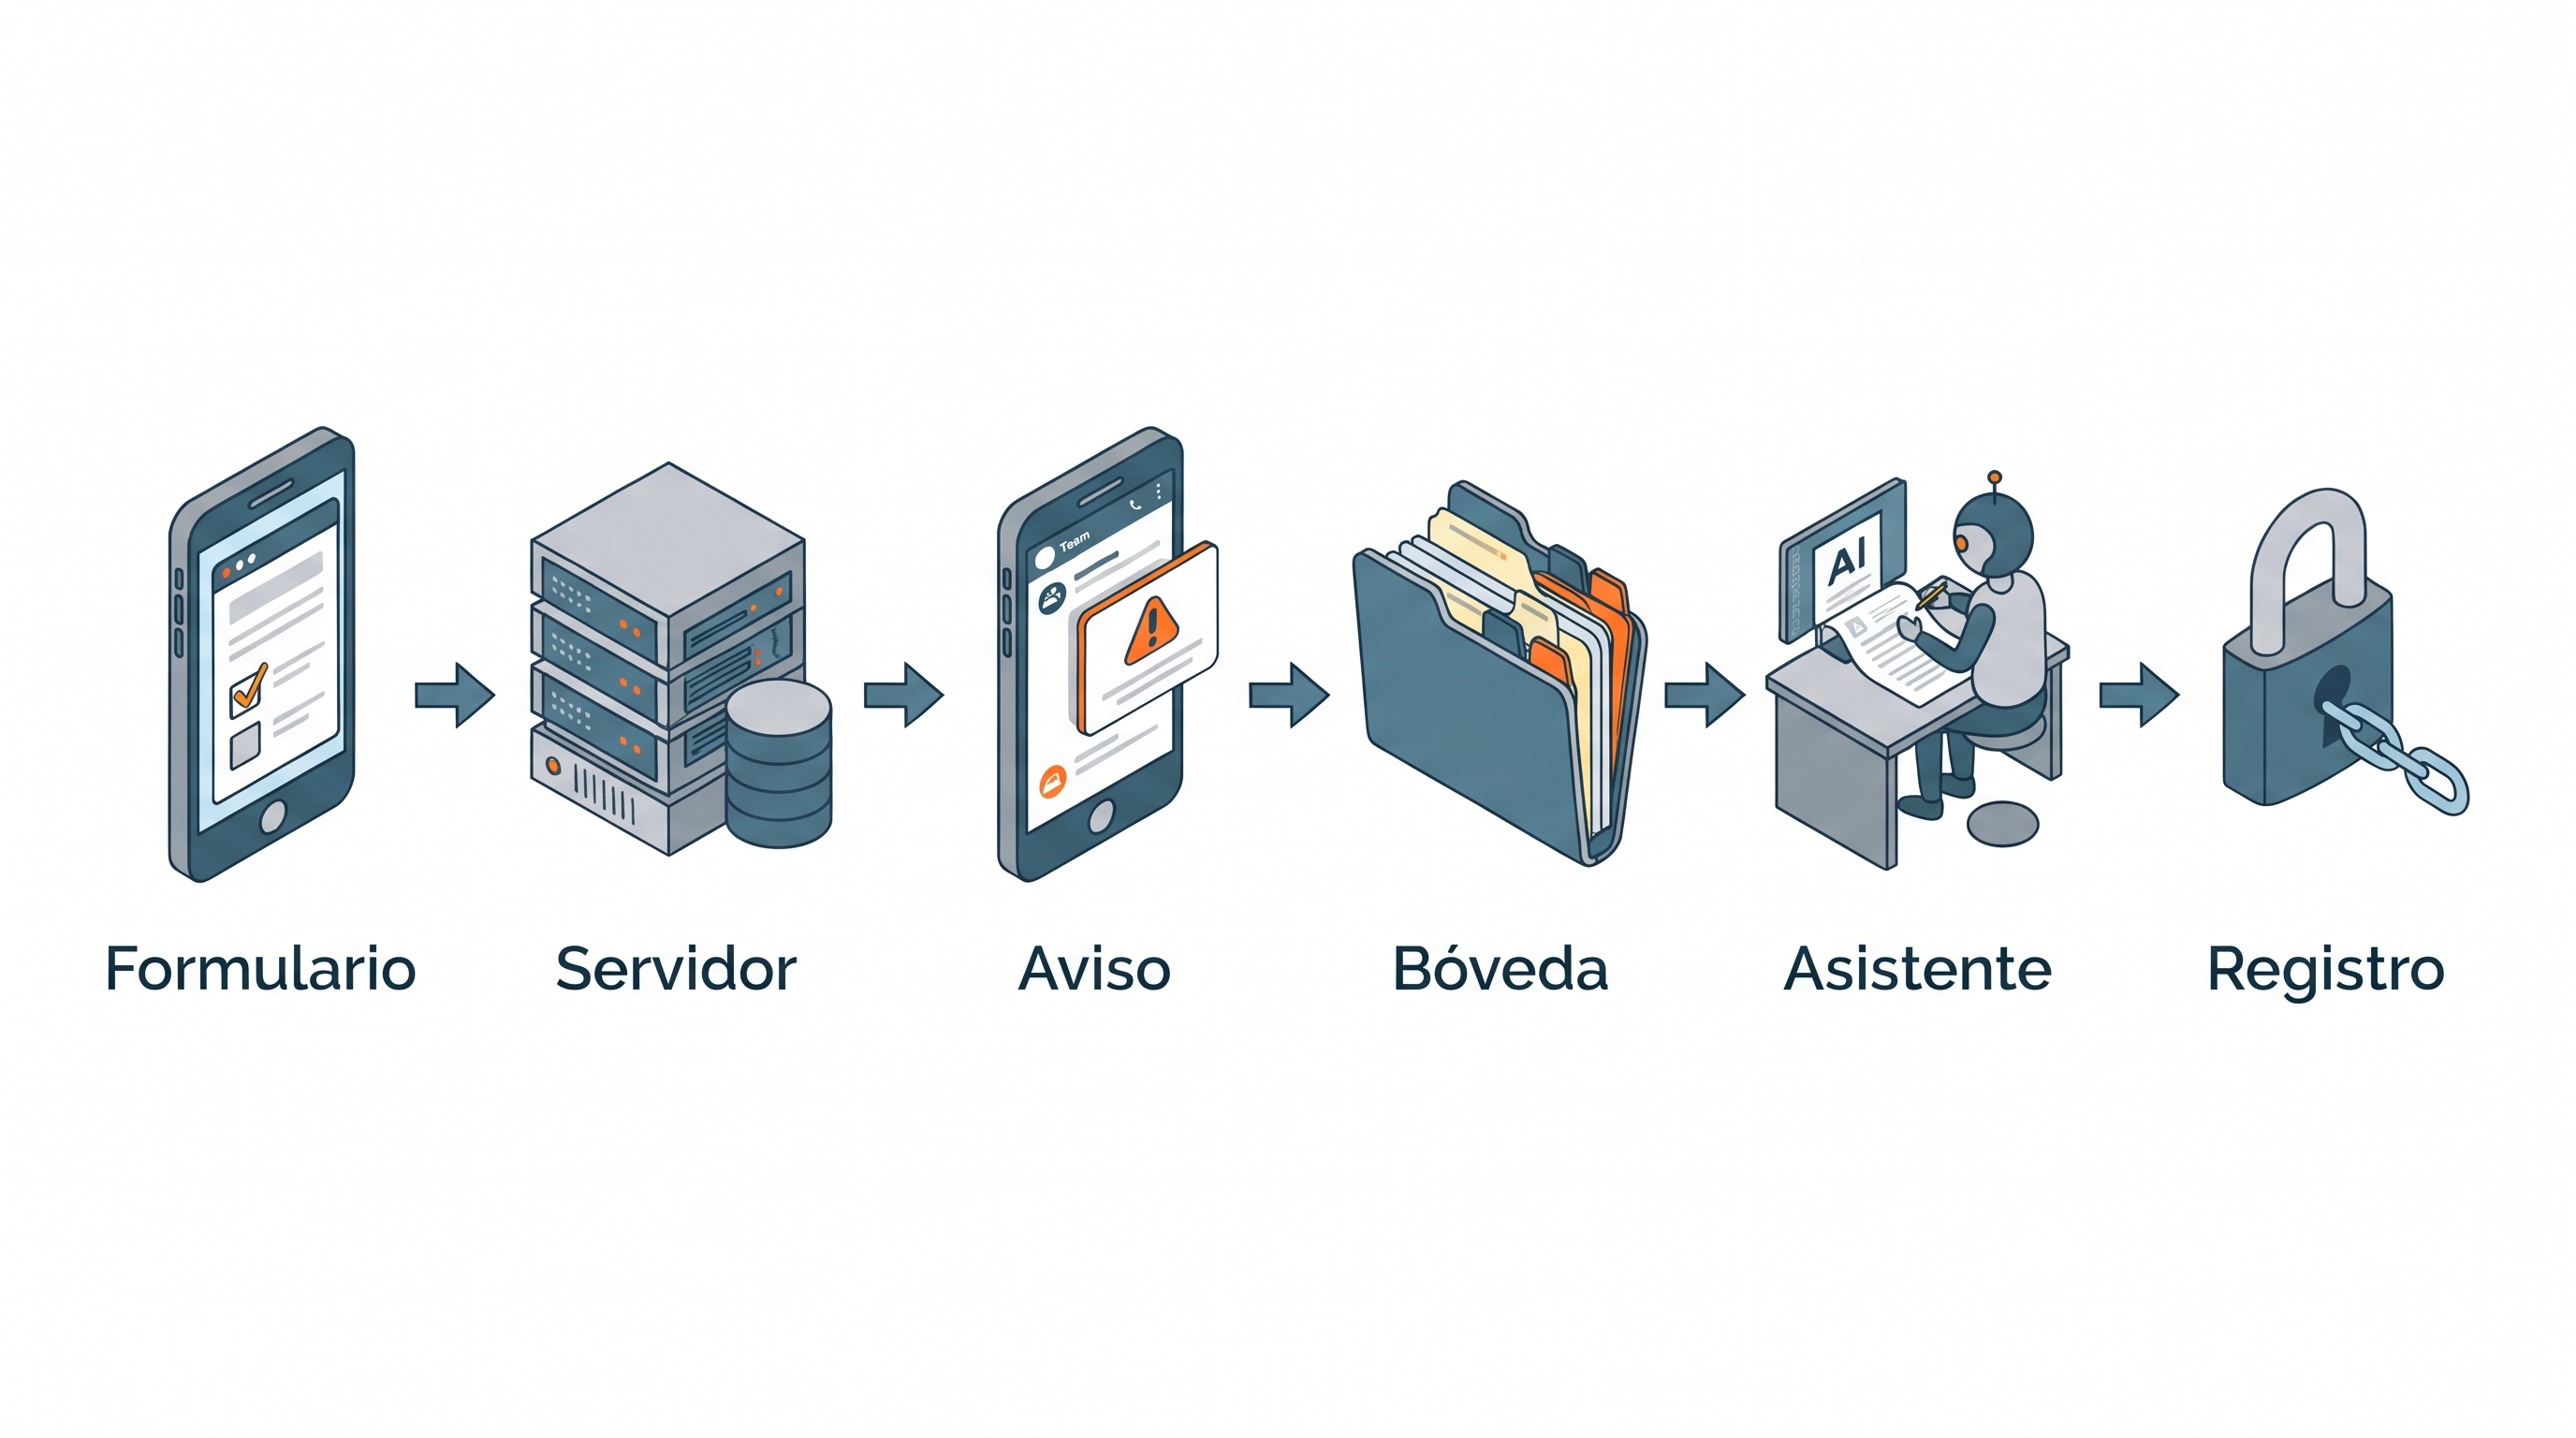 Team
AI
Formulario
Servidor
Aviso
Bóveda
Asistente
Registro